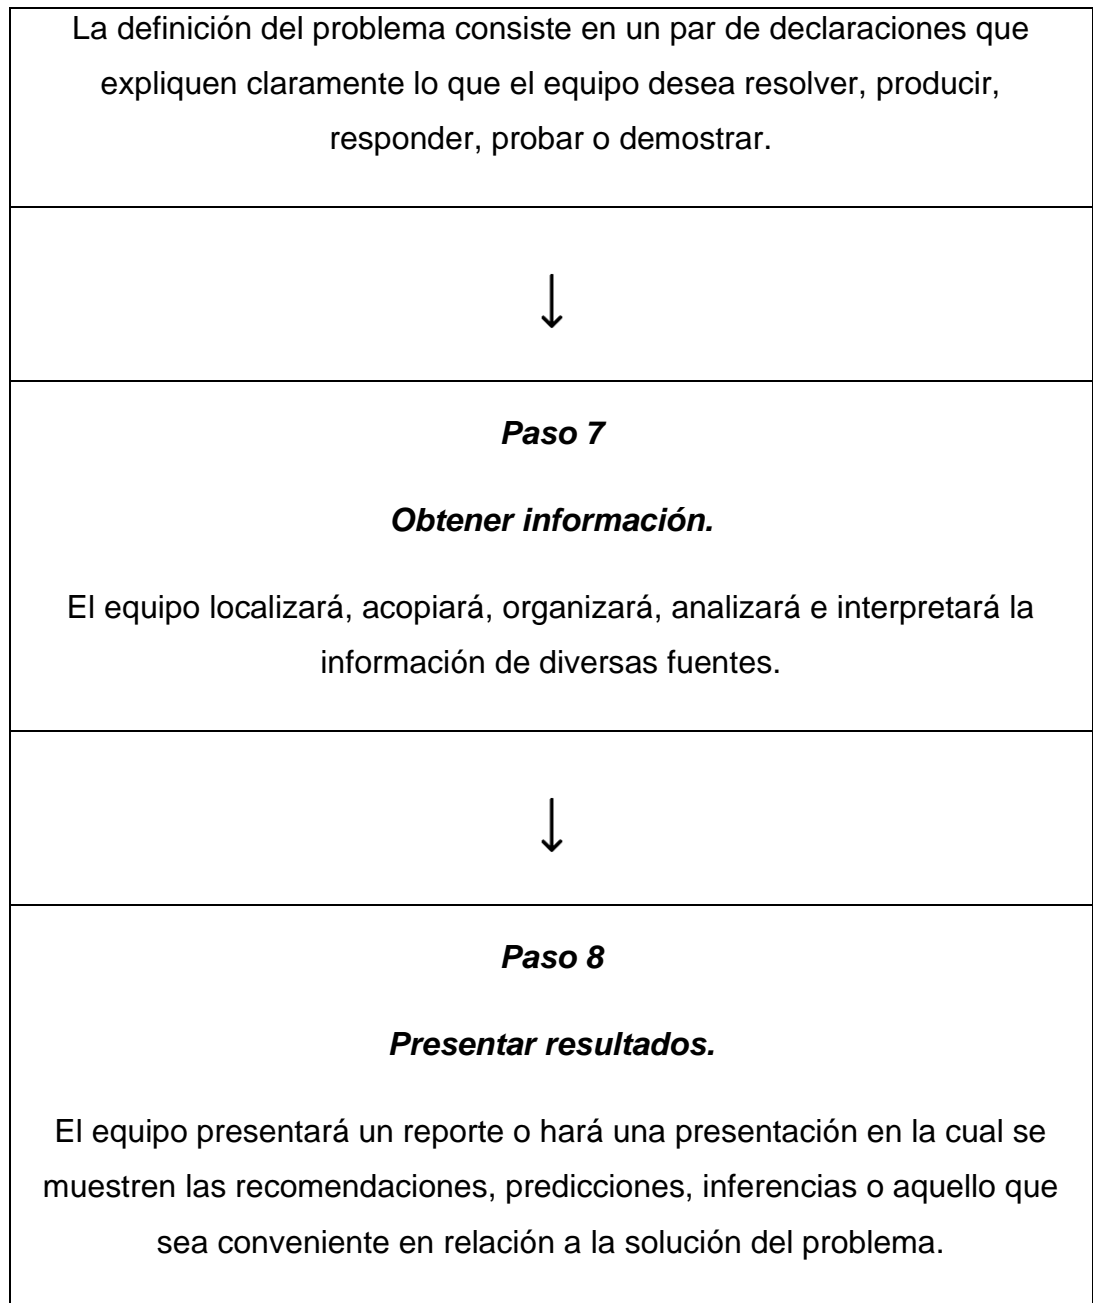 La definición del problema consiste en un par de declaraciones que
expliquen claramente lo que el equipo desea resolver, producir,
responder, probar o demostrar.
↓
Paso 7
Obtener información.
El equipo localizará, acopiará, organizará, analizará e interpretará la
información de diversas fuentes.
↓
Paso 8
Presentar resultados.
El equipo presentará un reporte o hará una presentación en la cual se
muestren las recomendaciones, predicciones, inferencias o aquello que
sea conveniente en relación a la solución del problema.